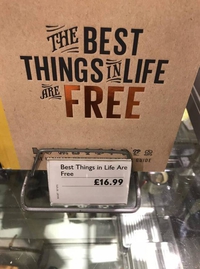 THE BEST
THINGS IN LIFE
ARE FREE
Best Things in Life Are
Free
£16.99